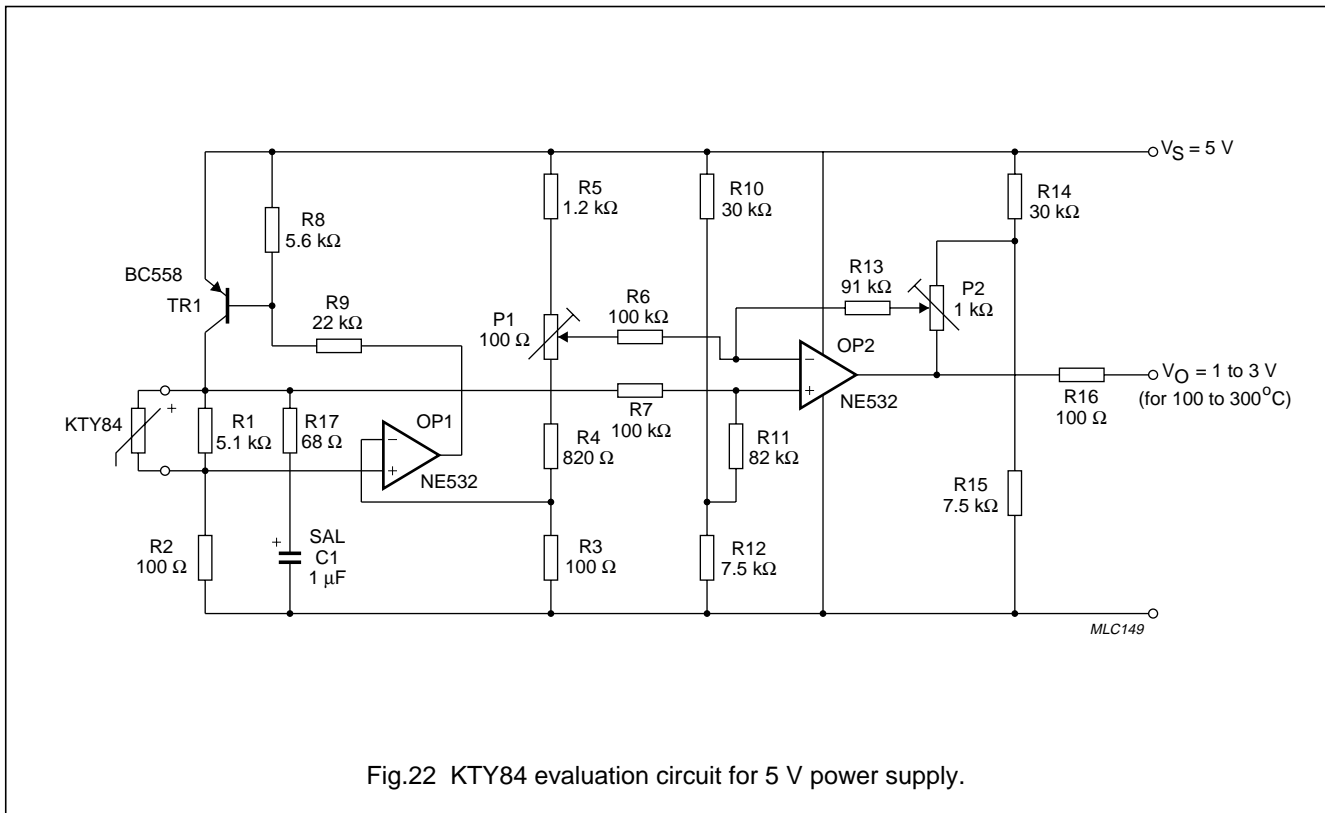 VS = 5 V
R5
1.2 kΩ
R10
30 kΩ
R14
30 kΩ
R8
5.6 kΩ
BC558
TR1
R9
22 kΩ
P1
100 Ω
R6
100 kΩ
R13
91 kΩ
P2
1 kΩ
OP2
−
+
NE532
VO = 1 to 3 V
(for 100 to 300°C)
R16
100 Ω
KTY84
+
R1
5.1 kΩ
R17
68 Ω
OP1
−
+
NE532
R7
100 kΩ
R4
820 Ω
R11
82 kΩ
R15
7.5 kΩ
R2
100 Ω
+
SAL
C1
1 µF
R3
100 Ω
R12
7.5 kΩ
MLC149
Fig.22 KTY84 evaluation circuit for 5 V power supply.